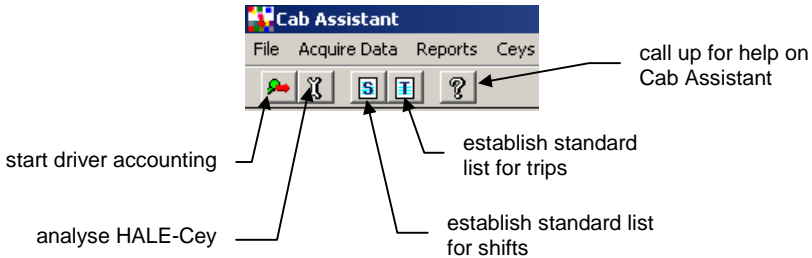 Cab Assistant
File Acquire Data Reports Ceys
S T ?
call up for help on
Cab Assistant
start driver accounting
establish standard
list for trips
analyse HALE-Cey
establish standard list
for shifts